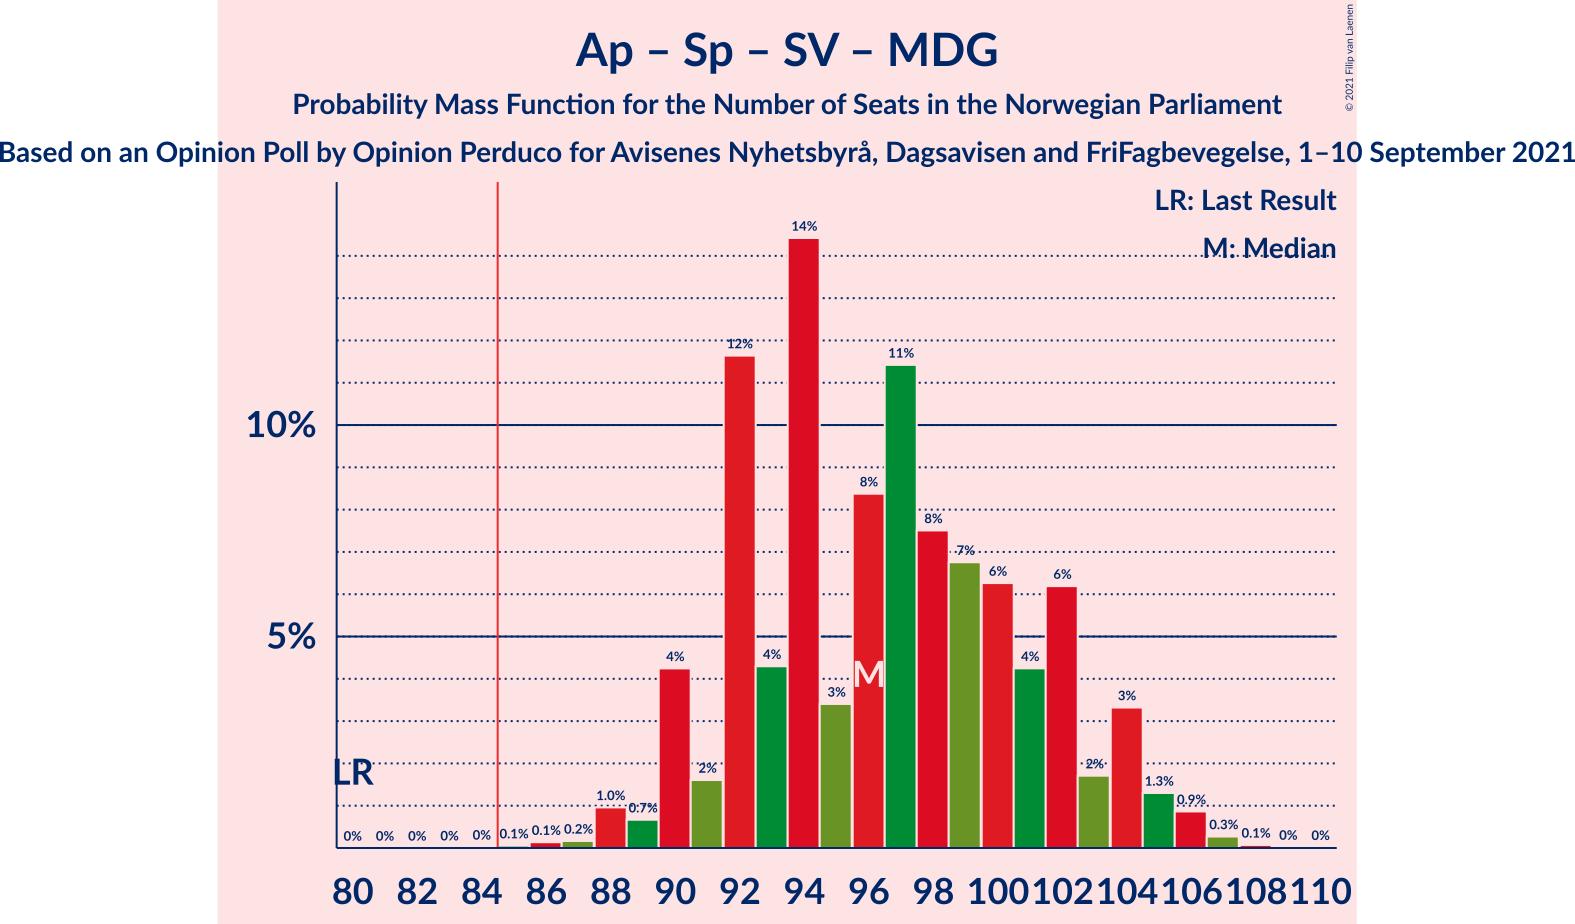 Ap – Sp – SV – MDG
Probability Mass Function for the Number of Seats in the Norwegian Parliament
Based on an Opinion Poll by Opinion Perduco for Avisenes Nyhetsbyrå, Dagsavisen and FriFagbevegelse, 1–10 September 2021
© 2021 Filip van Laenen
LR: Last Result
M: Median
10%
5%
LR
M
0% 0% 0% 0% 0% 0.1% 0.1% 0.2% 1.0% 0.7% 4% 2% 12% 4% 14% 3% 8% 11% 8% 7% 6% 4% 6% 2% 3% 1.3% 0.9% 0.3% 0.1% 0% 0%
80 82 84 86 88 90 92 94 96 98 100 102 104 106 108 110